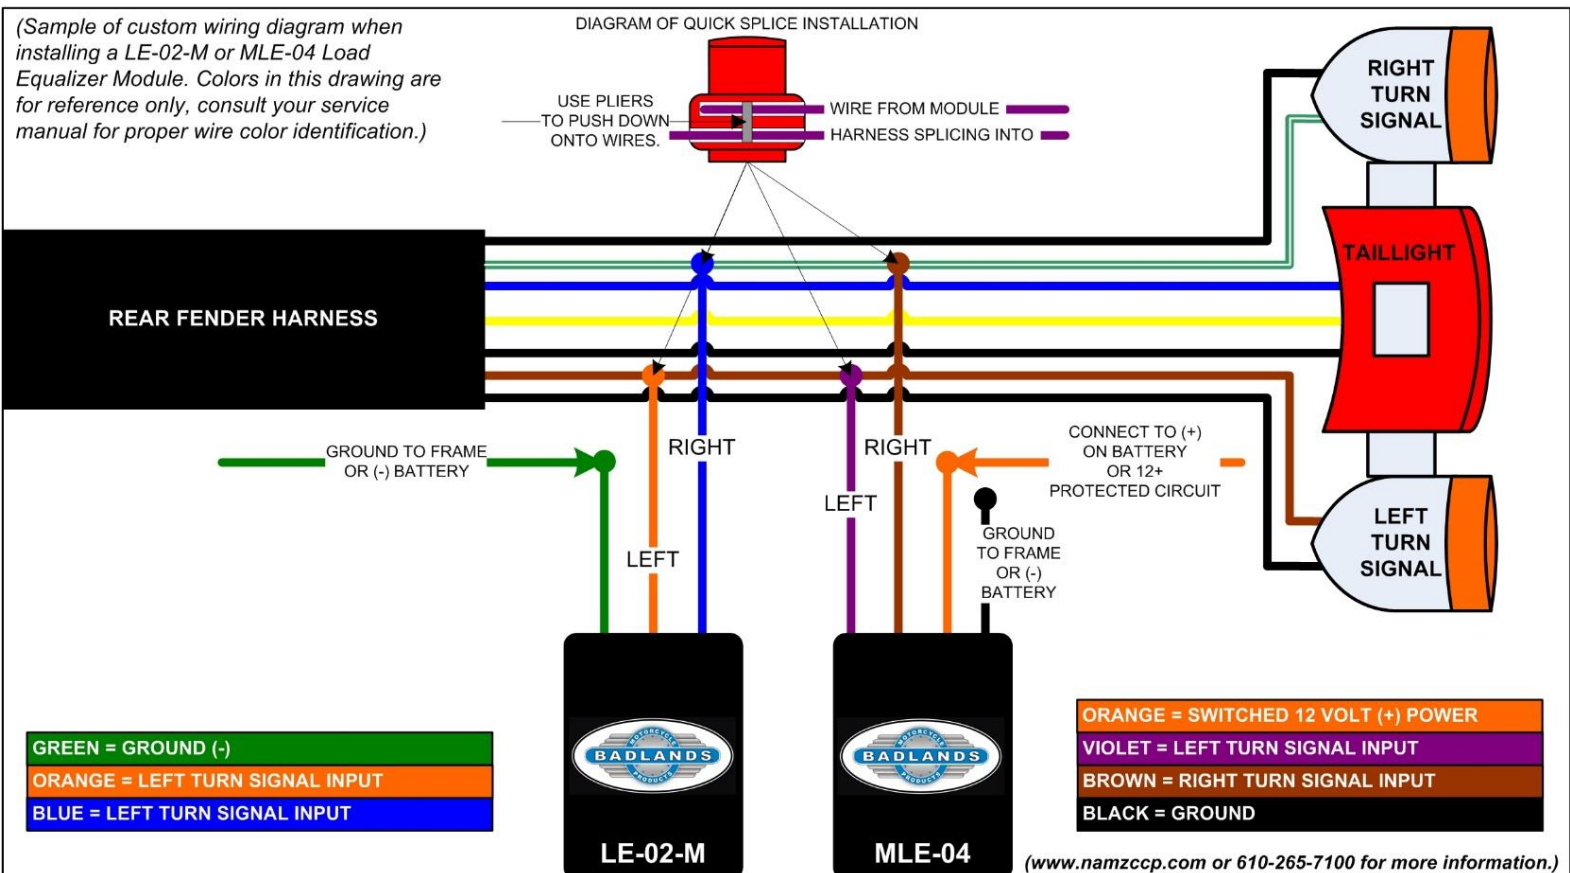 (Sample of custom wiring diagram when
installing a LE-02-M or MLE-04 Load
Equalizer Module. Colors in this drawing are
for reference only, consult your service
manual for proper wire color identification.)
DIAGRAM OF QUICK SPLICE INSTALLATION
USE PLIERS
TO PUSH DOWN
ONTO WIRES.
WIRE FROM MODULE
HARNESS SPLICING INTO
RIGHT
TURN
SIGNAL
TAILLIGHT
REAR FENDER HARNESS
LEFT
TURN
SIGNAL
GROUND TO FRAME
OR (-) BATTERY
LEFT
RIGHT
LEFT
RIGHT
CONNECT TO (+)
ON BATTERY
OR 12+
PROTECTED CIRCUIT
GROUND
TO FRAME
OR (-)
BATTERY
GREEN = GROUND (-)
ORANGE = LEFT TURN SIGNAL INPUT
BLUE = LEFT TURN SIGNAL INPUT
MOTORCYCLE
BADLANDS
PRODUCTS
LE-02-M
MOTORCYCLE
BADLANDS
PRODUCTS
MLE-04
ORANGE = SWITCHED 12 VOLT (+) POWER
VIOLET = LEFT TURN SIGNAL INPUT
BROWN = RIGHT TURN SIGNAL INPUT
BLACK = GROUND
(www.namzccp.com or 610-265-7100 for more information.)